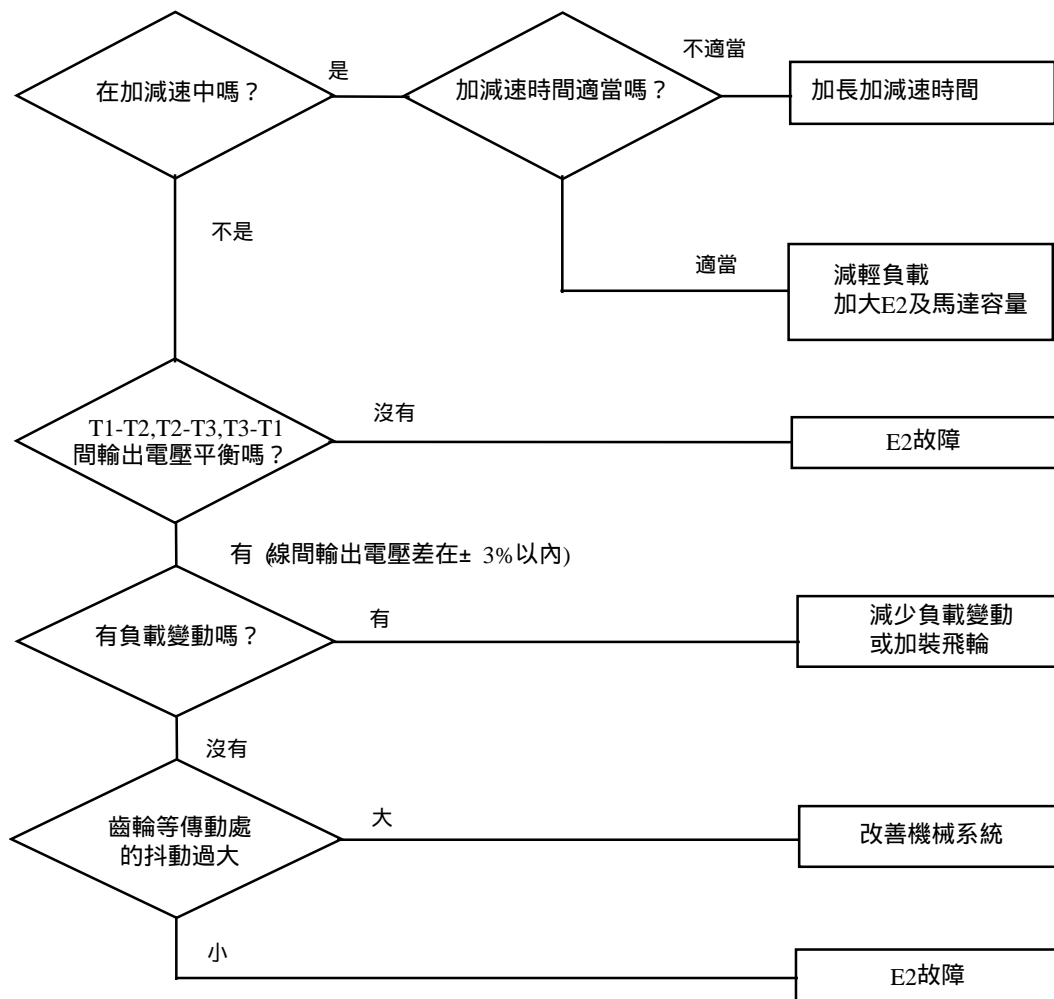 不適當
在加減速中嗎？
是
加減速時間適當嗎？
加長加減速時間
不是
適當
減輕負載
加大E2及馬達容量
T1-T2,T2-T3,T3-T1
間輸出電壓平衡嗎？
沒有
E2故障
有 (線間輸出電壓差在± 3%以內)
有負載變動嗎？
有
減少負載變動
或加裝飛輪
沒有
齒輪等傳動處
的抖動過大
大
改善機械系統
小
E2故障